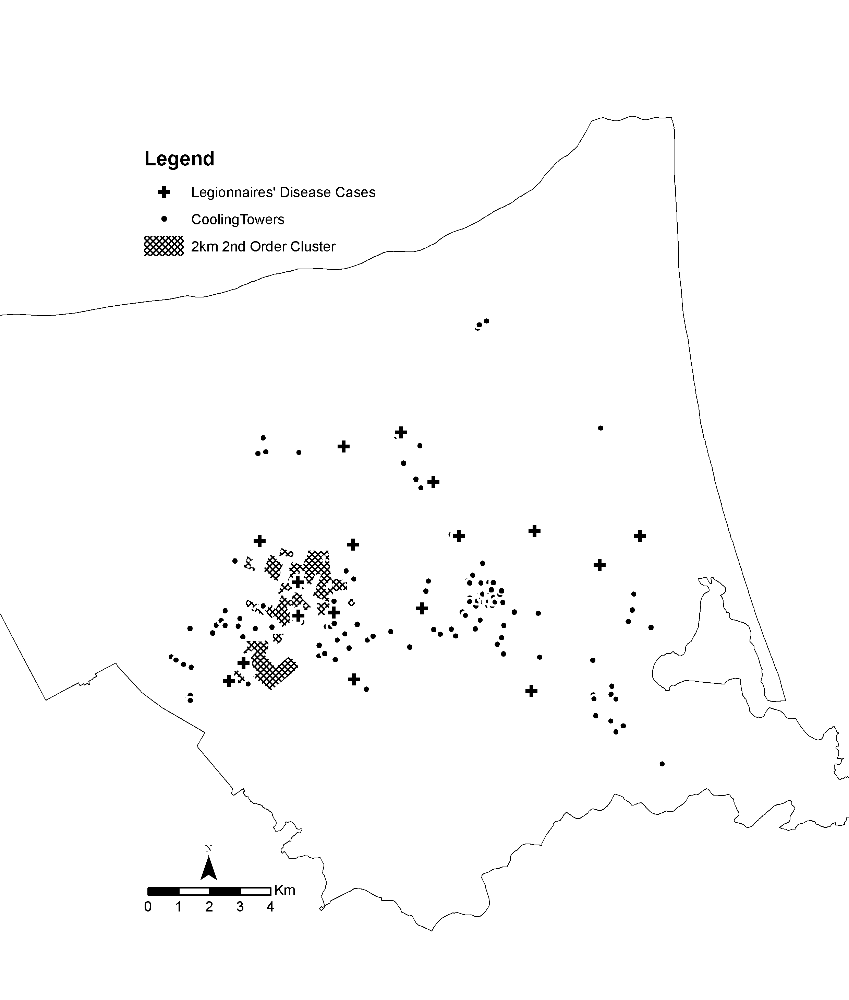 Legend
Legionnaires' Disease Cases
CoolingTowers
2km 2nd Order Cluster
N
Km
0 1 2 3 4